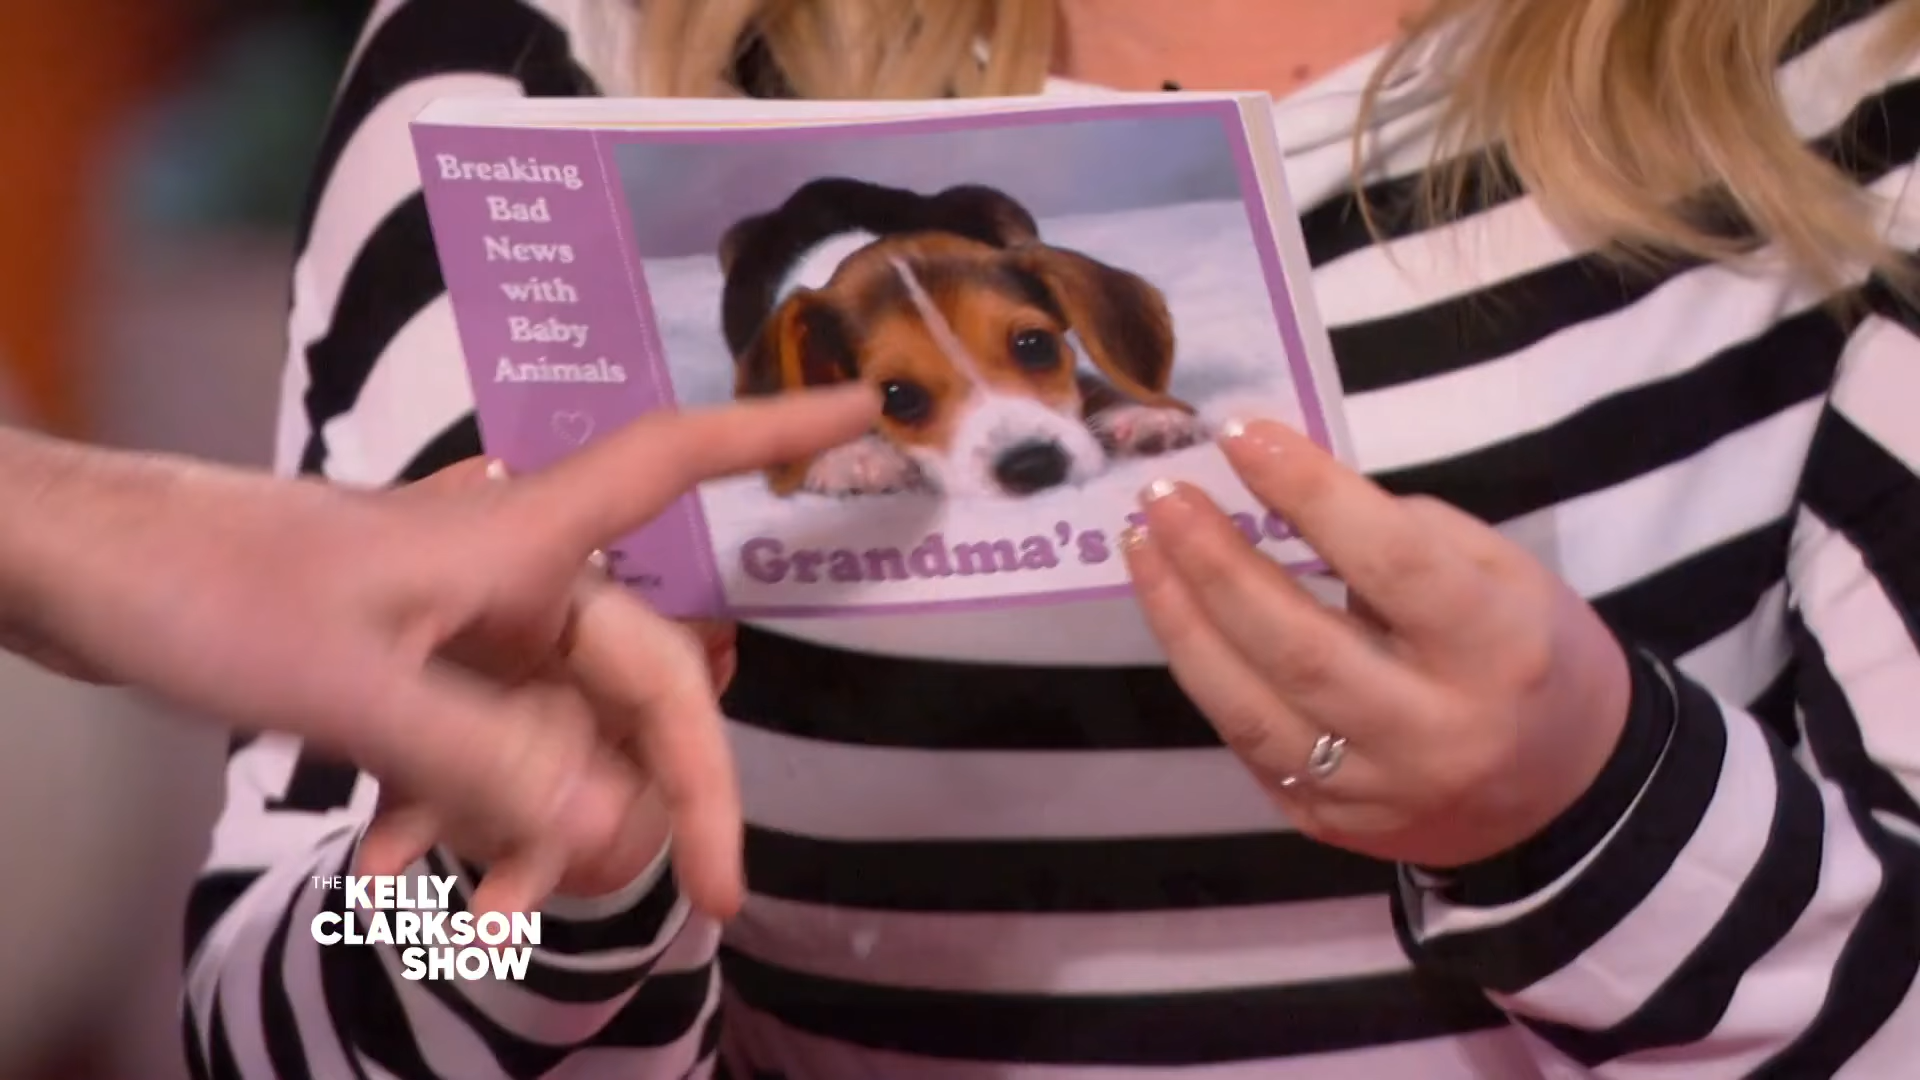 Breaking
Bad
News
with
Baby
Animals
Grandma's
THE
KELLY
CLARKSON
SHOW